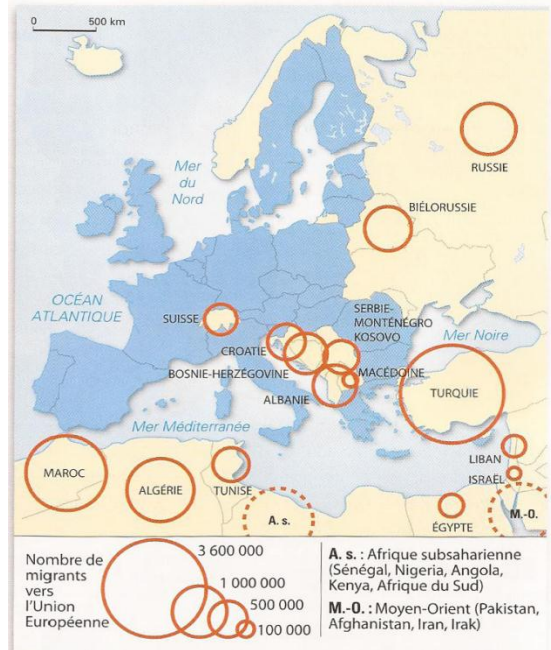 0 500 km
RUSSIE
Mer
du
Nord
BIÉLORUSSIE
OCÉAN
ATLANTIQUE
SUISSE
SERBIE-
MONTÉNÉGRO
KOSOVO
Mer Noire
CROATIE
BOSNIE-HERZÉGOVINE
MACÉDOINE
ALBANIE
TURQUIE
Mer Méditerranée
MAROC
ALGÉRIE
TUNISE
LIBAN
ISRAËL
A. s.
ÉGYPTE
M.-O.
Nombre de
migrants
vers
l'Union
Européenne
3 600 000
1 000 000
500 000
100 000
A. s. : Afrique subsaharienne
(Sénégal, Nigeria, Angola,
Kenya, Afrique du Sud)
M.-O. : Moyen-Orient (Pakistan,
Afghanistan, Iran, Irak)